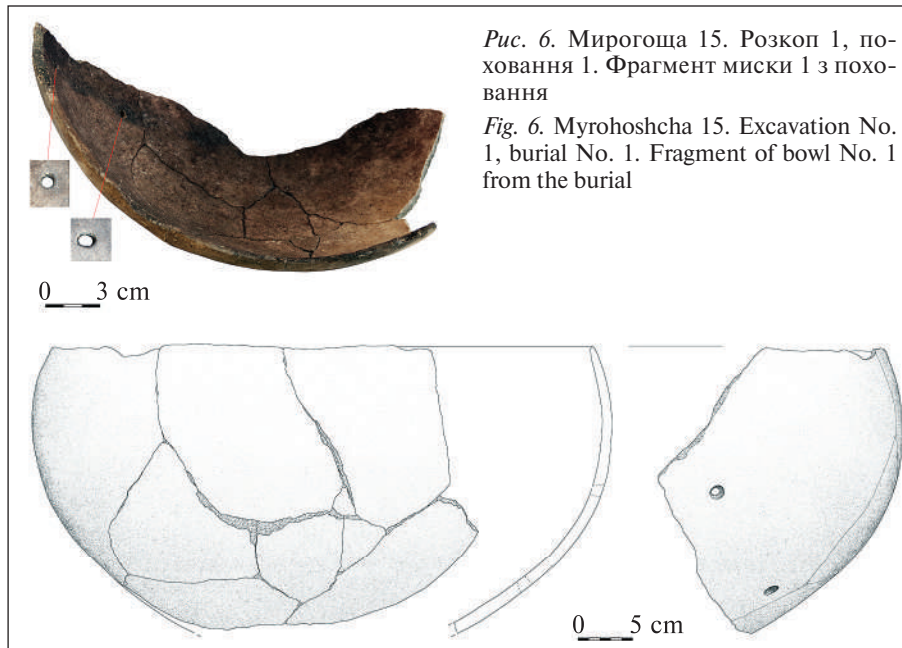 Рис. 6. Мирогоща 15. Розкоп 1, по-
ховання 1. Фрагмент миски 1 з похо-
вання
Fig. 6. Myrohoshcha 15. Excavation No.
1, burial No. 1. Fragment of bowl No. 1
from the burial
0 3 cm
0 5 cm